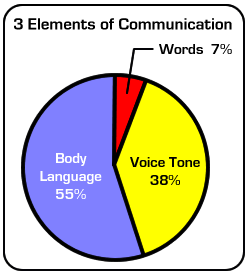 3 Elements of Communication
Words 7%
Body
Language
55%
Voice Tone
38%